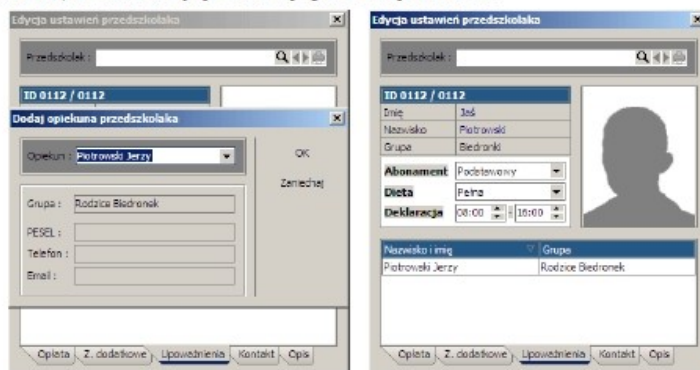 Edycja ustawień przedszkolaka
Przedszkolak :
ID 0112 / 0112
Dodaj opiekuna przedszkolaka
Opiekun : Piotrowski Jerzy
OK
Zaniechaj
Grupa : Rodzice Biedronek
PESEL :
Telefon :
Email :
Opłata Z. dodatkowe Upoważnienia Kontakt Opis
Edycja ustawień przedszkolaka
Przedszkolak :
ID 0112 / 0112
Imię Jaś
Nazwisko Piotrowski
Grupa Biedronki
Abonament Podstawowy
Dieta Pełna
Deklaracja 08:00 - 16:00
Nazwisko i imię Grupa
Piotrowski Jerzy Rodzice Biedronek
Opłata Z. dodatkowe Upoważnienia Kontakt Opis